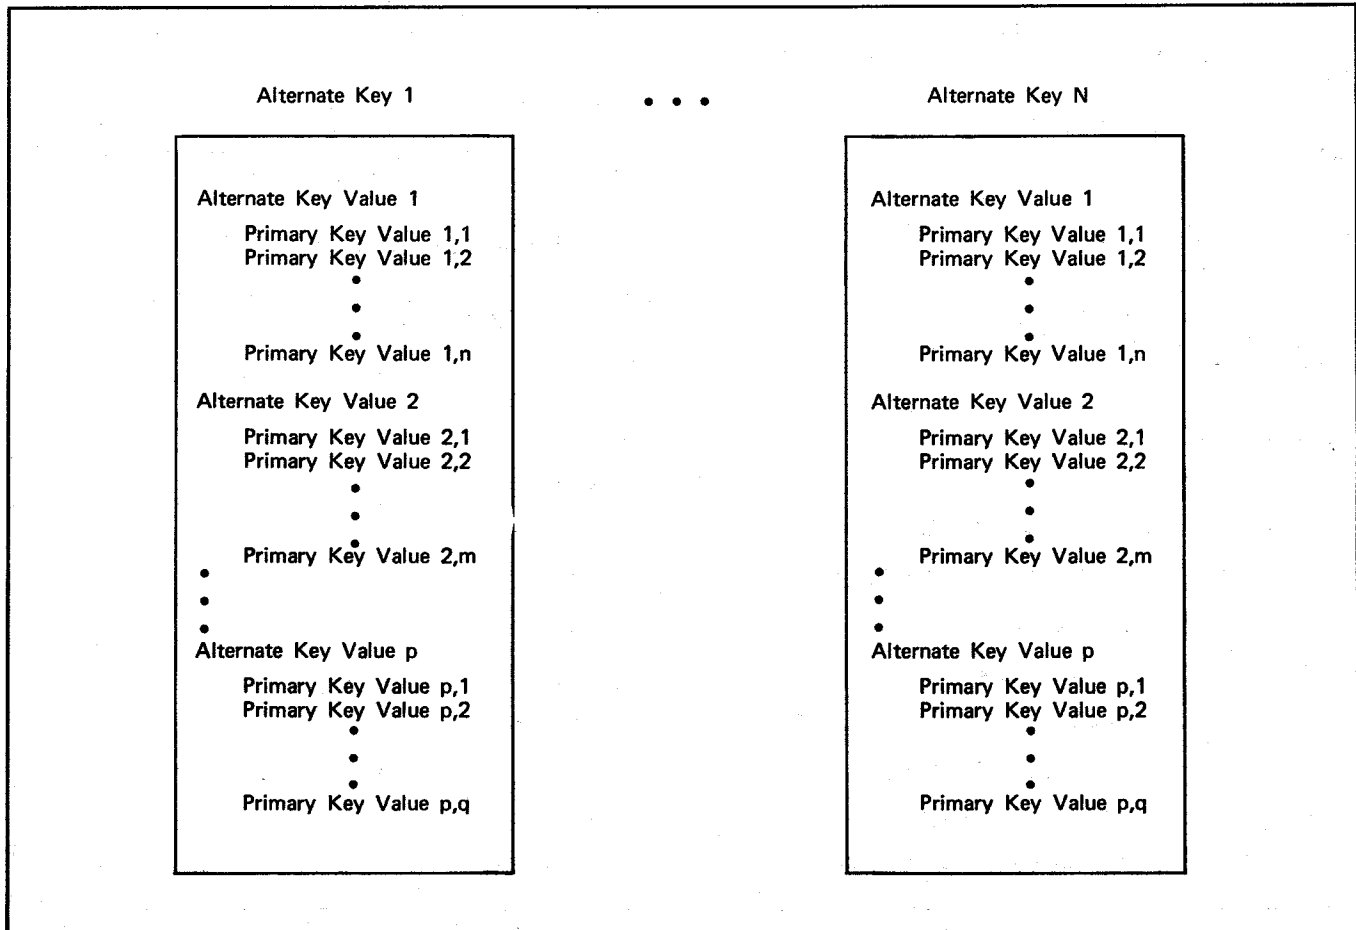 Alternate Key 1 • • • Alternate Key N
Alternate Key Value 1
Primary Key Value 1,1
Primary Key Value 1,2
•
•
•
Primary Key Value 1,n
Alternate Key Value 2
Primary Key Value 2,1
Primary Key Value 2,2
•
•
•
Primary Key Value 2,m
•
•
•
Alternate Key Value p
Primary Key Value p,1
Primary Key Value p,2
•
•
•
Primary Key Value p,q
Alternate Key Value 1
Primary Key Value 1,1
Primary Key Value 1,2
•
•
•
Primary Key Value 1,n
Alternate Key Value 2
Primary Key Value 2,1
Primary Key Value 2,2
•
•
•
Primary Key Value 2,m
•
•
•
Alternate Key Value p
Primary Key Value p,1
Primary Key Value p,2
•
•
•
Primary Key Value p,q